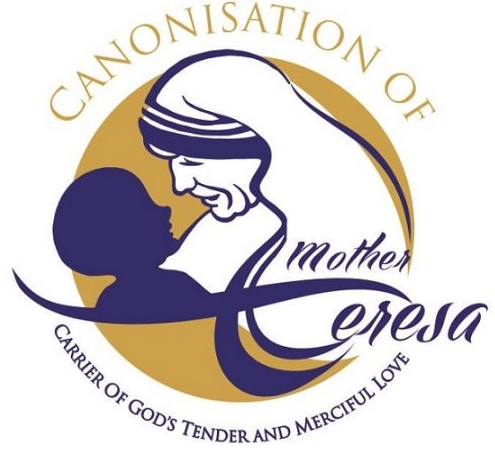 CANONISATION OF
Mother
Teresa
CARRIER OF GOD'S TENDER AND MERCIFUL LOVE